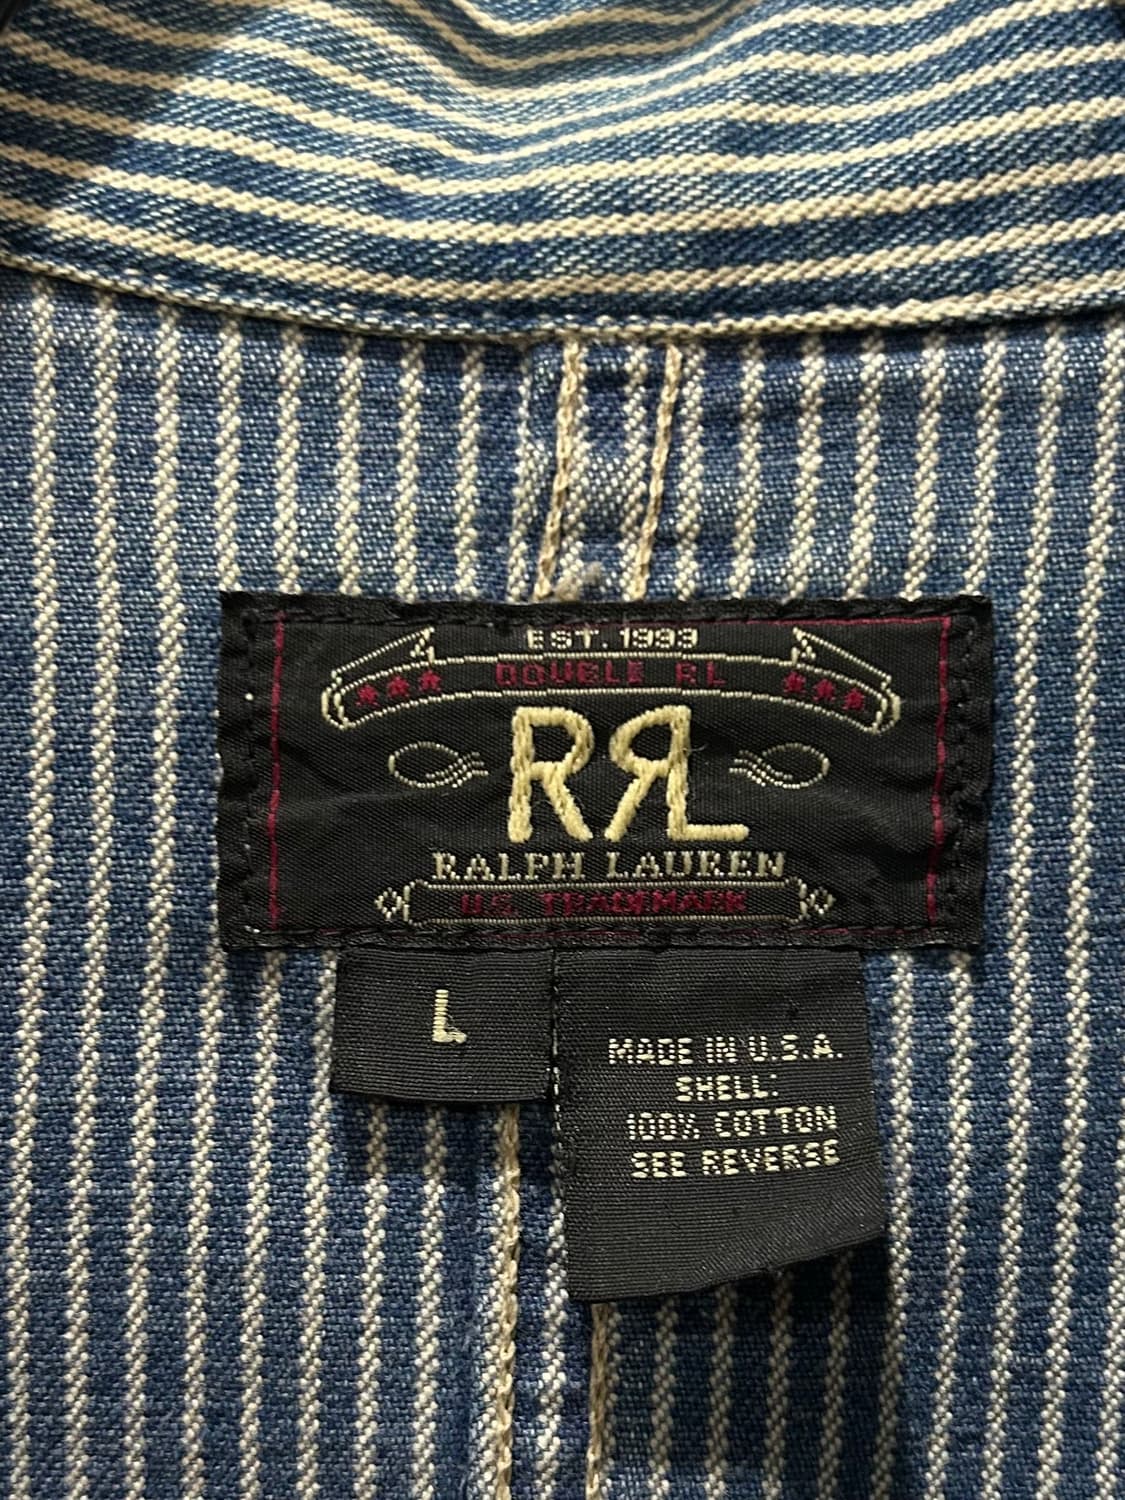 EST. 1993
DOUBLE RL
RRL
RALPH LAUREN
U.S. TRADEMARK
L
MADE IN U.S.A.
SHELL:
100% COTTON
SEE REVERSE